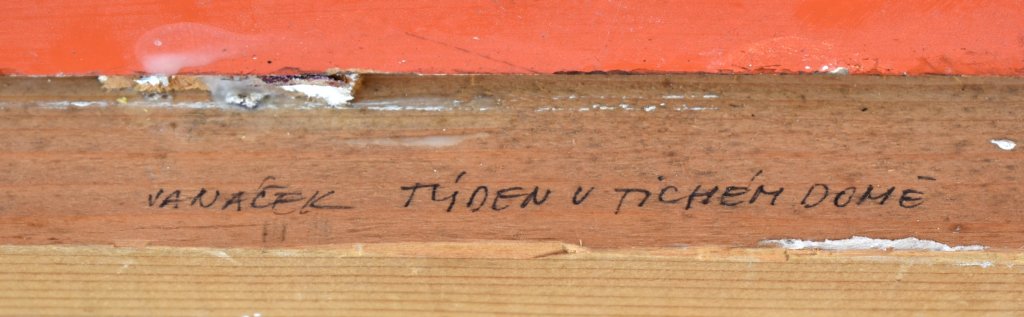 VANAČEK TÝDEN V TICHÉM DOMĚ